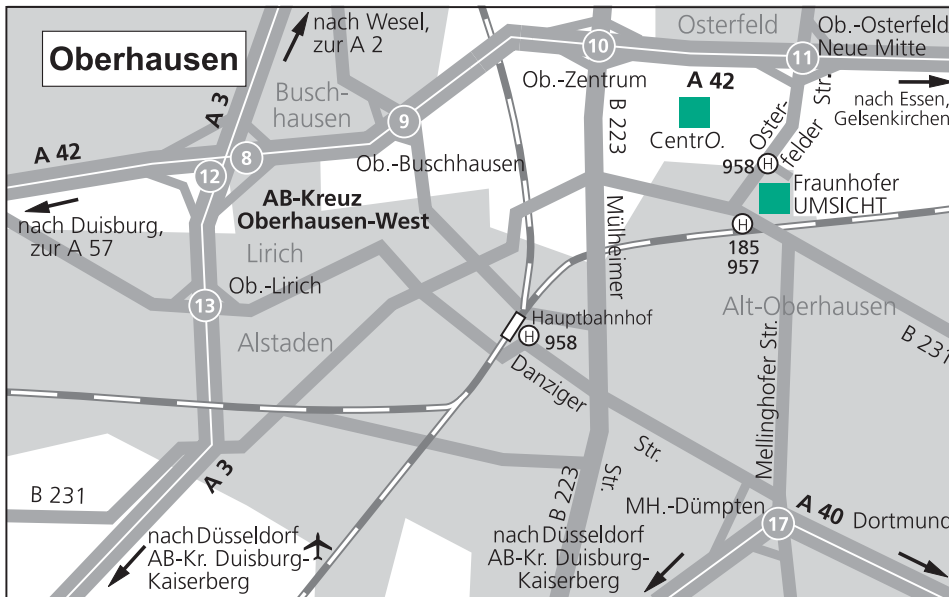 Oberhausen
nach Wesel,
zur A 2
Osterfeld
Ob.-Osterfeld
Neue Mitte
10
11
Ob.-Zentrum
A 42
nach Essen,
Gelsenkirchen
A 3
Busch-
hausen
B 223
CentrO.
Oster-
felder
Str.
9
Ob.-Buschhausen
958
H
A 42
8
12
AB-Kreuz
Oberhausen-West
Fraunhofer
UMSICHT
nach Duisburg,
zur A 57
Mülheimer
H
185
957
Lirich
Ob.-Lirich
13
Alt-Oberhausen
B 231
Hauptbahnhof
H
958
Alstaden
Danziger
Str.
Mellinghofer Str.
A 3
B 231
B 223
Str.
MH.-Dümpten
17
A 40
Dortmund
nach Düsseldorf
AB-Kr. Duisburg-
Kaiserberg
nach Düsseldorf
AB-Kr. Duisburg-
Kaiserberg